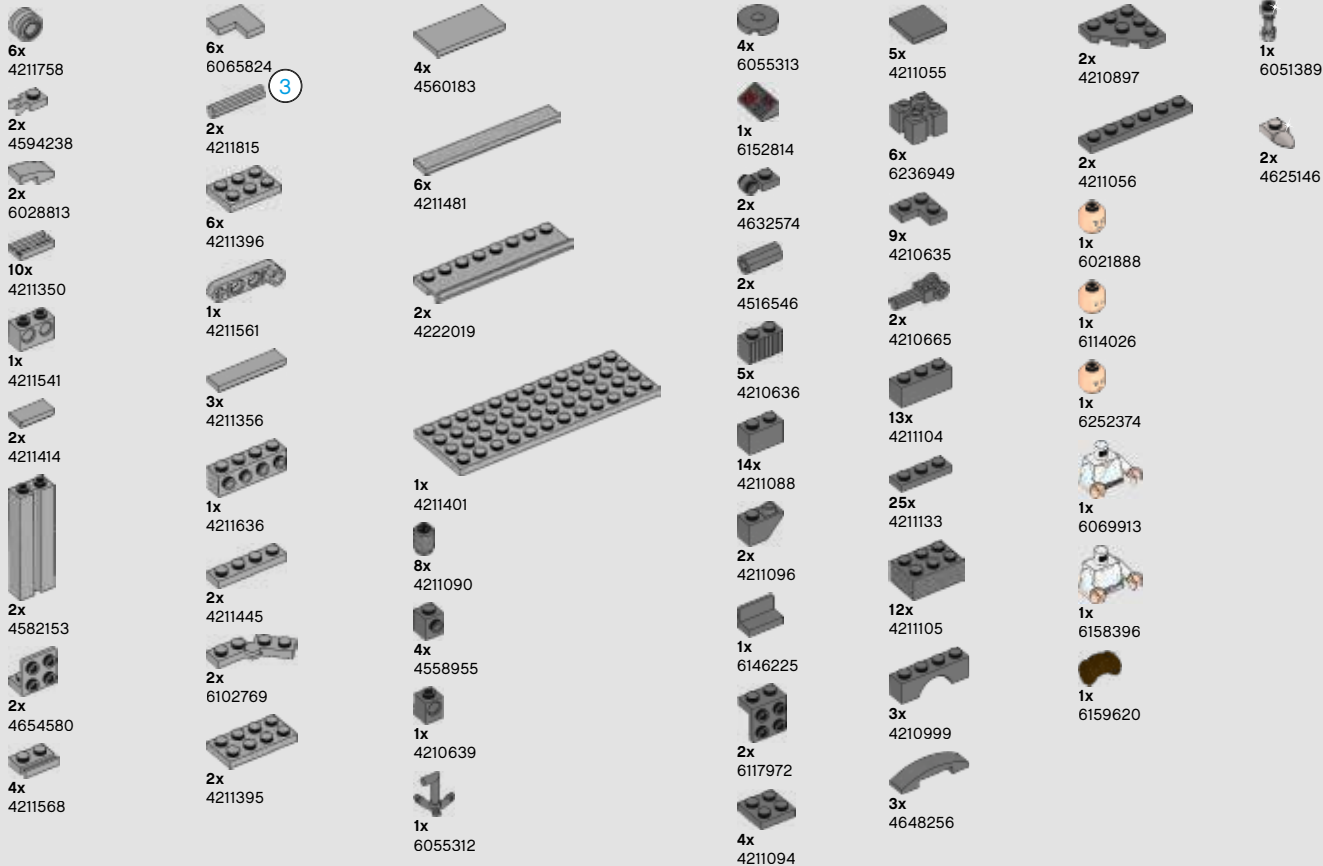 6x
4211758
2x
4594238
2x
6028813
10x
4211350
1x
4211541
2x
4211414
2x
4582153
2x
4654580
4x
4211568
6x
6065824
3
2x
4211815
6x
4211396
1x
4211561
3x
4211356
1x
4211636
2x
4211445
2x
6102769
2x
4211395
4x
4560183
6x
4211481
2x
4222019
1x
4211401
8x
4211090
4x
4558955
1x
4210639
1x
6055312
4x
6055313
1x
6152814
2x
4632574
2x
4516546
5x
4210636
14x
4211088
2x
4211096
1x
6146225
2x
6117972
4x
4211094
5x
4211055
6x
6236949
9x
4210635
2x
4210665
13x
4211104
25x
4211133
12x
4211105
3x
4210999
3x
4648256
2x
4210897
2x
4211056
1x
6021888
1x
6114026
1x
6252374
1x
6069913
1x
6158396
1x
6159620
1x
6051389
2x
4625146